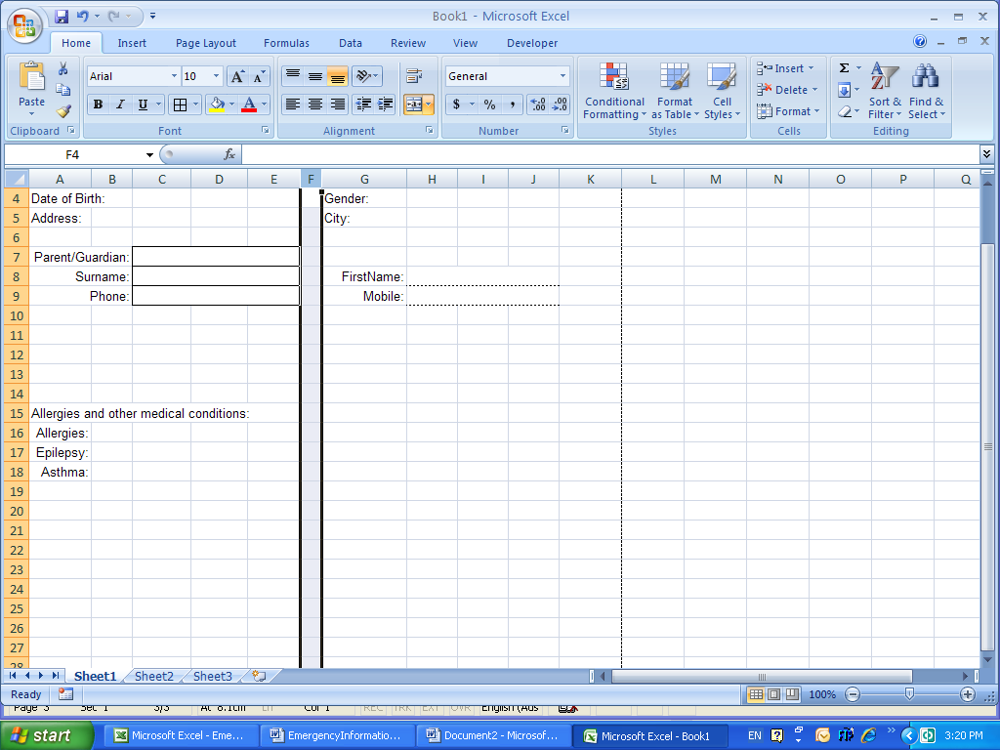 Book1 - Microsoft Excel
Home Insert Page Layout Formulas Data Review View Developer
Arial 10 A A General Insert Σ
Paste Conditional Format Cell Delete Sort & Find &
B I U A $ % , .00 .0 Formatting as Table Styles Format Filter Select
Clipboard Font Alignment Number Styles Cells Editing
F4 fx
A B C D E F G H I J K L M N O P Q
4 Date of Birth: Gender:
5 Address: City:
6
7 Parent/Guardian:
8 Surname: FirstName:
9 Phone: Mobile:
10
11
12
13
14
15 Allergies and other medical conditions:
16 Allergies:
17 Epilepsy:
18 Asthma:
19
20
21
22
23
24
25
26
27
28
Sheet1 Sheet2 Sheet3
Ready 100%
Page 3 Sec 1 3/3 At 8.1cm Ln Col 1 REC TRK EXT OVR English (Aus
start Microsoft Excel - Eme... EmergencyInformatio... Document2 - Microsof... Microsoft Excel - Book1 EN 3:20 PM